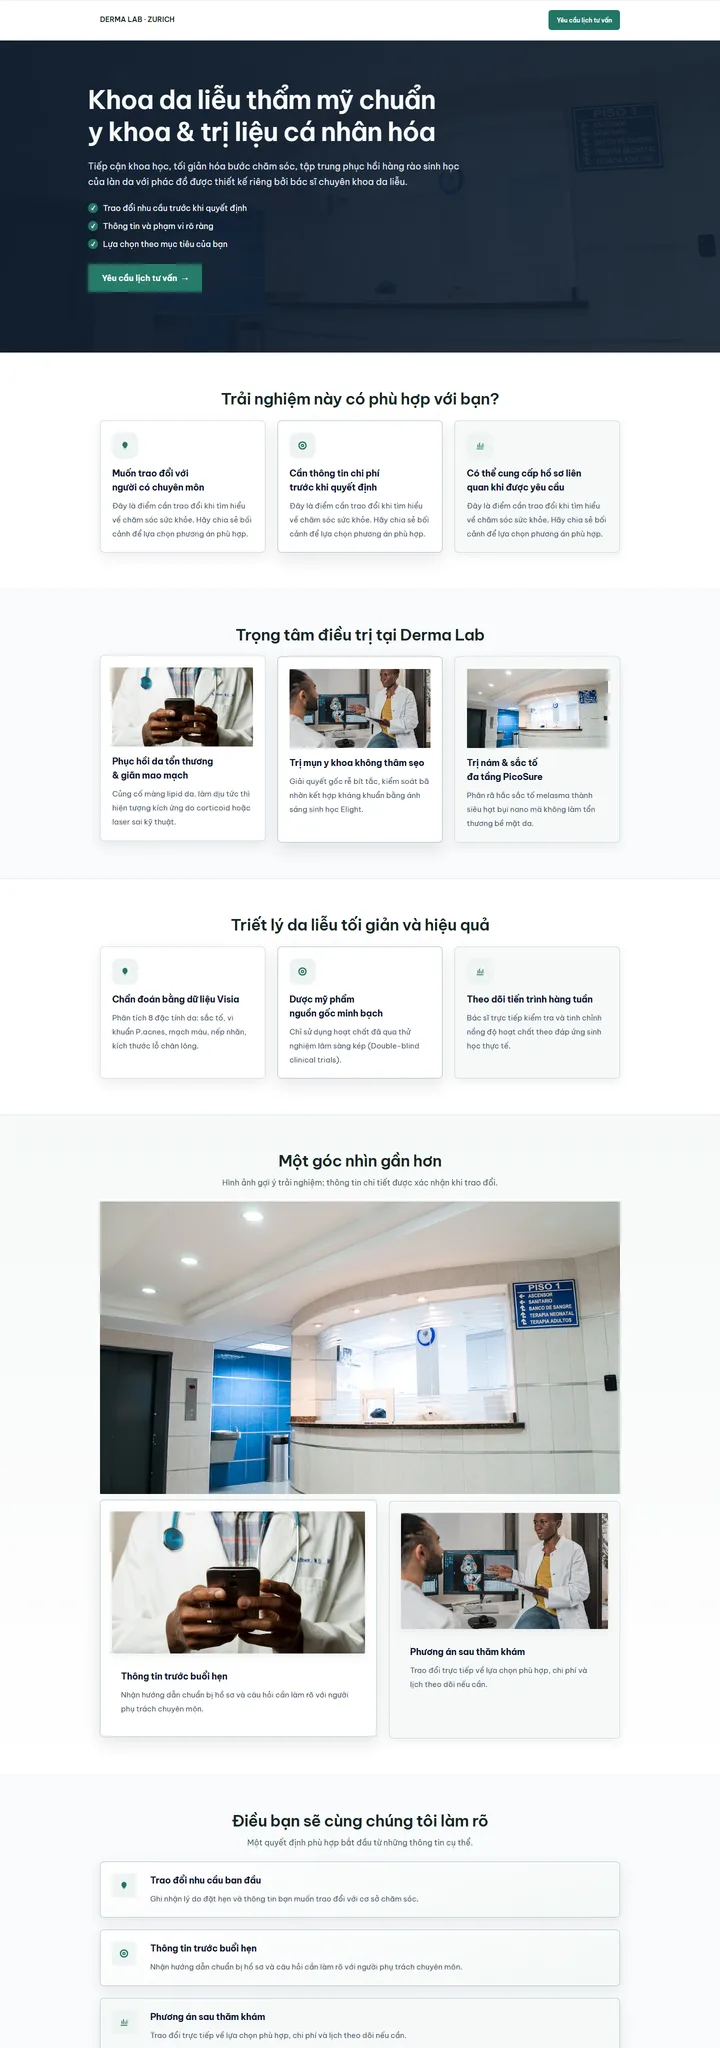 DERMA LAB · ZURICH
Yêu cầu lịch tư vấn
Khoa da liễu thẩm mỹ chuẩn
y khoa & trị liệu cá nhân hóa
Tiếp cận khoa học, tối giản hóa bước chăm sóc, tập trung phục hồi hàng rào sinh học
của làn da với phác đồ được thiết kế riêng bởi bác sĩ chuyên khoa da liễu.
Trao đổi nhu cầu trước khi quyết định
Thông tin và phạm vi rõ ràng
Lựa chọn theo mục tiêu của bạn
Yêu cầu lịch tư vấn →
Trải nghiệm này có phù hợp với bạn?
Muốn trao đổi với
người có chuyên môn
Đây là điểm cần trao đổi khi tìm hiểu
về chăm sóc sức khỏe. Hãy chia sẻ bối
cảnh để lựa chọn phương án phù hợp.
Cần thông tin chi phí
trước khi quyết định
Đây là điểm cần trao đổi khi tìm hiểu
về chăm sóc sức khỏe. Hãy chia sẻ bối
cảnh để lựa chọn phương án phù hợp.
Có thể cung cấp hồ sơ liên
quan khi được yêu cầu
Đây là điểm cần trao đổi khi tìm hiểu
về chăm sóc sức khỏe. Hãy chia sẻ bối
cảnh để lựa chọn phương án phù hợp.
Trọng tâm điều trị tại Derma Lab
Phục hồi da tổn thương
& giãn mao mạch
Củng cố màng lipid da, làm dịu tức thì
hiện tượng kích ứng do corticoid hoặc
laser sai kỹ thuật.
Trị mụn y khoa không thâm sẹo
Giải quyết gốc rễ bít tắc, kiểm soát bã
nhờn kết hợp kháng khuẩn bằng ánh
sáng sinh học Elight.
Trị nám & sắc tố
đa tầng PicoSure
Phân rã hắc sắc tố melasma thành
siêu hạt bụi nano mà không làm tổn
thương bề mặt da.
Triết lý da liễu tối giản và hiệu quả
Chẩn đoán bằng dữ liệu Visia
Phân tích 8 đặc tính da: sắc tố, vi
khuẩn P.acnes, mạch máu, nếp nhăn,
kích thước lỗ chân lông.
Dược mỹ phẩm
nguồn gốc minh bạch
Chỉ sử dụng hoạt chất đã qua thử
nghiệm lâm sàng kép (Double-blind
clinical trials).
Theo dõi tiến trình hàng tuần
Bác sĩ trực tiếp kiểm tra và tinh chỉnh
nồng độ hoạt chất theo đáp ứng sinh
học thực tế.
Một góc nhìn gần hơn
Hình ảnh gợi ý trải nghiệm; thông tin chi tiết được xác nhận khi trao đổi.
PISO 1
ASCENSOR
SANITARIO
BANCO DE SANGRE
TERAPIA NEONATAL
TERAPIA ADULTOS
Thông tin trước buổi hẹn
Nhận hướng dẫn chuẩn bị hồ sơ và câu hỏi cần làm rõ với người
phụ trách chuyên môn.
Phương án sau thăm khám
Trao đổi trực tiếp về lựa chọn phù hợp, chi phí và
lịch theo dõi nếu cần.
Điều bạn sẽ cùng chúng tôi làm rõ
Một quyết định phù hợp bắt đầu từ những thông tin cụ thể.
Trao đổi nhu cầu ban đầu
Ghi nhận lý do đặt hẹn và thông tin bạn muốn trao đổi với cơ sở chăm sóc.
Thông tin trước buổi hẹn
Nhận hướng dẫn chuẩn bị hồ sơ và câu hỏi cần làm rõ với người phụ trách chuyên môn.
Phương án sau thăm khám
Trao đổi trực tiếp về lựa chọn phù hợp, chi phí và lịch theo dõi nếu cần.